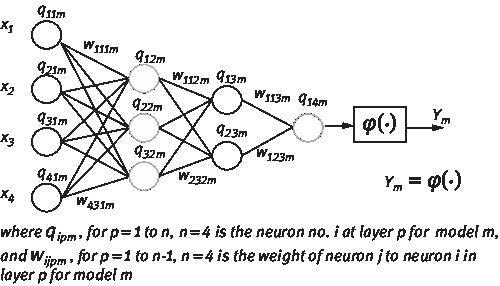 q11m
x1
w111m
q12m
q21m
w112m
q13m
x2
w113m
q14m
q22m
q31m
φ(·)
Ym
x3
q23m
q32m
w123m
q41m
w232m
Ym = φ(·)
x4
w431m
where qipm, for p=1 to n, n=4 is the neuron no. i at layer p for model m,
and wijpm, for p=1 to n-1, n=4 is the weight of neuron j to neuron i in
layer p for model m